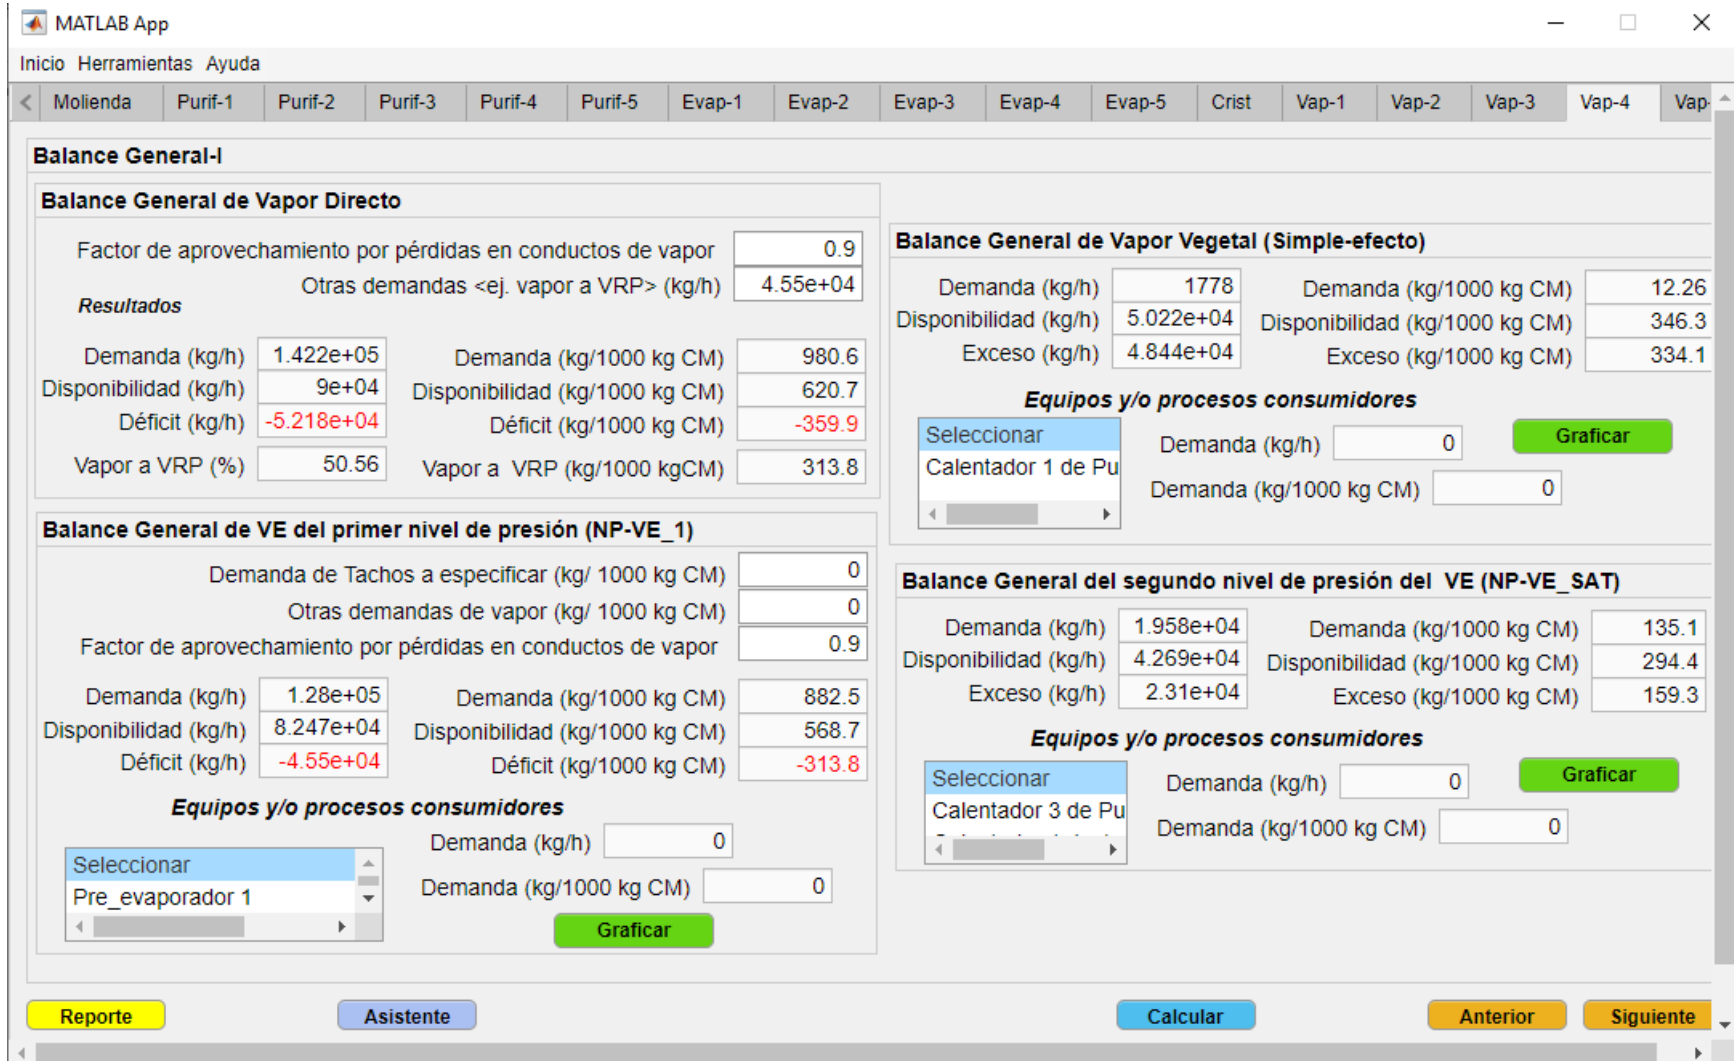 MATLAB App
Inicio Herramientas Ayuda
Molienda Purif-1 Purif-2 Purif-3 Purif-4 Purif-5 Evap-1 Evap-2 Evap-3 Evap-4 Evap-5 Crist Vap-1 Vap-2 Vap-3 Vap-4 Vap-
Balance General-I
Balance General de Vapor Directo
Factor de aprovechamiento por pérdidas en conductos de vapor 0.9
Otras demandas <ej. vapor a VRP> (kg/h) 4.55e+04
Resultados
Demanda (kg/h) 1.422e+05 Demanda (kg/1000 kg CM) 980.6
Disponibilidad (kg/h) 9e+04 Disponibilidad (kg/1000 kg CM) 620.7
Déficit (kg/h) -5.218e+04 Déficit (kg/1000 kg CM) -359.9
Vapor a VRP (%) 50.56 Vapor a VRP (kg/1000 kgCM) 313.8
Balance General de VE del primer nivel de presión (NP-VE_1)
Demanda de Tachos a especificar (kg/ 1000 kg CM) 0
Otras demandas de vapor (kg/ 1000 kg CM) 0
Factor de aprovechamiento por pérdidas en conductos de vapor 0.9
Demanda (kg/h) 1.28e+05 Demanda (kg/1000 kg CM) 882.5
Disponibilidad (kg/h) 8.247e+04 Disponibilidad (kg/1000 kg CM) 568.7
Déficit (kg/h) -4.55e+04 Déficit (kg/1000 kg CM) -313.8
Equipos y/o procesos consumidores
Seleccionar
Pre_evaporador 1
Demanda (kg/h) 0
Demanda (kg/1000 kg CM) 0
Graficar
Balance General de Vapor Vegetal (Simple-efecto)
Demanda (kg/h) 1778 Demanda (kg/1000 kg CM) 12.26
Disponibilidad (kg/h) 5.022e+04 Disponibilidad (kg/1000 kg CM) 346.3
Exceso (kg/h) 4.844e+04 Exceso (kg/1000 kg CM) 334.1
Equipos y/o procesos consumidores
Seleccionar
Calentador 1 de Pu
Demanda (kg/h) 0
Graficar
Demanda (kg/1000 kg CM) 0
Balance General del segundo nivel de presión del VE (NP-VE_SAT)
Demanda (kg/h) 1.958e+04 Demanda (kg/1000 kg CM) 135.1
Disponibilidad (kg/h) 4.269e+04 Disponibilidad (kg/1000 kg CM) 294.4
Exceso (kg/h) 2.31e+04 Exceso (kg/1000 kg CM) 159.3
Equipos y/o procesos consumidores
Seleccionar
Calentador 3 de Pu
Demanda (kg/h) 0
Graficar
Demanda (kg/1000 kg CM) 0
Reporte Asistente Calcular Anterior Siguiente